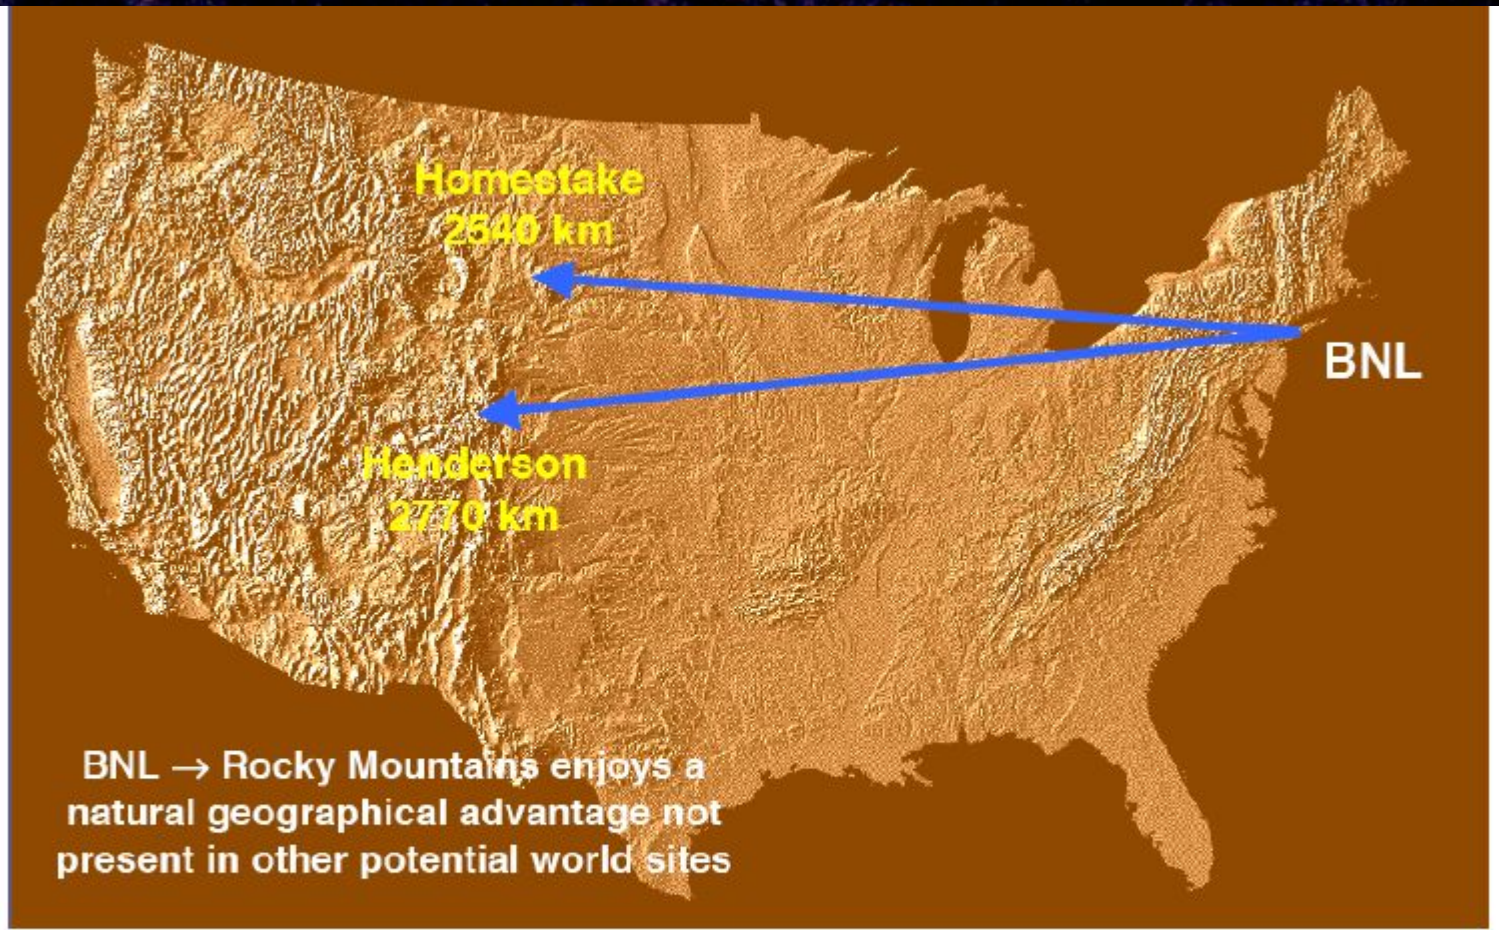 Homestake
2540 km
BNL
Henderson
2770 km
BNL → Rocky Mountains enjoys a
natural geographical advantage not
present in other potential world sites